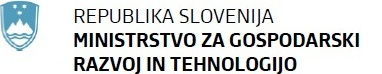 REPUBLIKA SLOVENIJA
MINISTRSTVO ZA GOSPODARSKI
RAZVOJ IN TEHNOLOGIJO